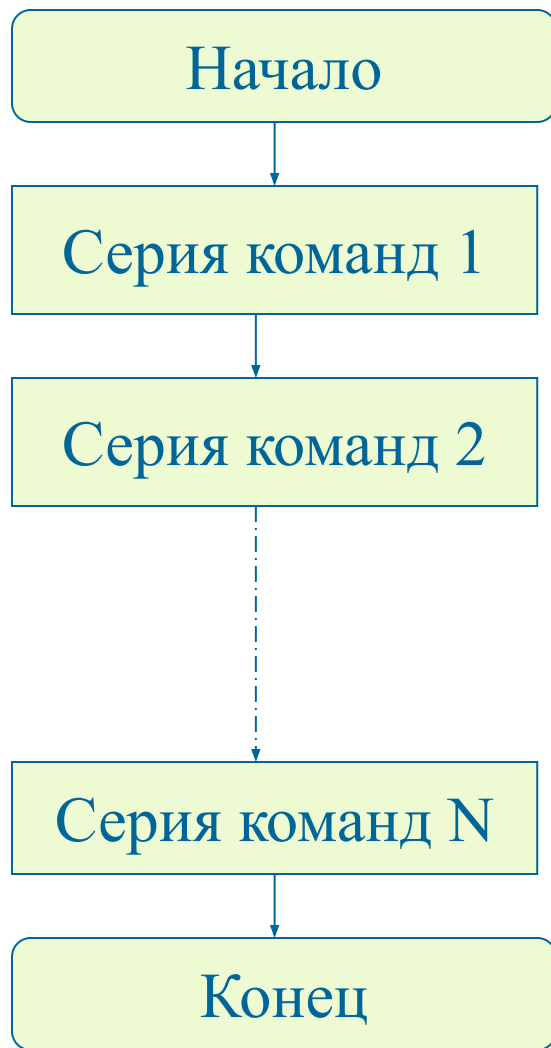 Начало
Серия команд 1
Серия команд 2
Серия команд N
Конец